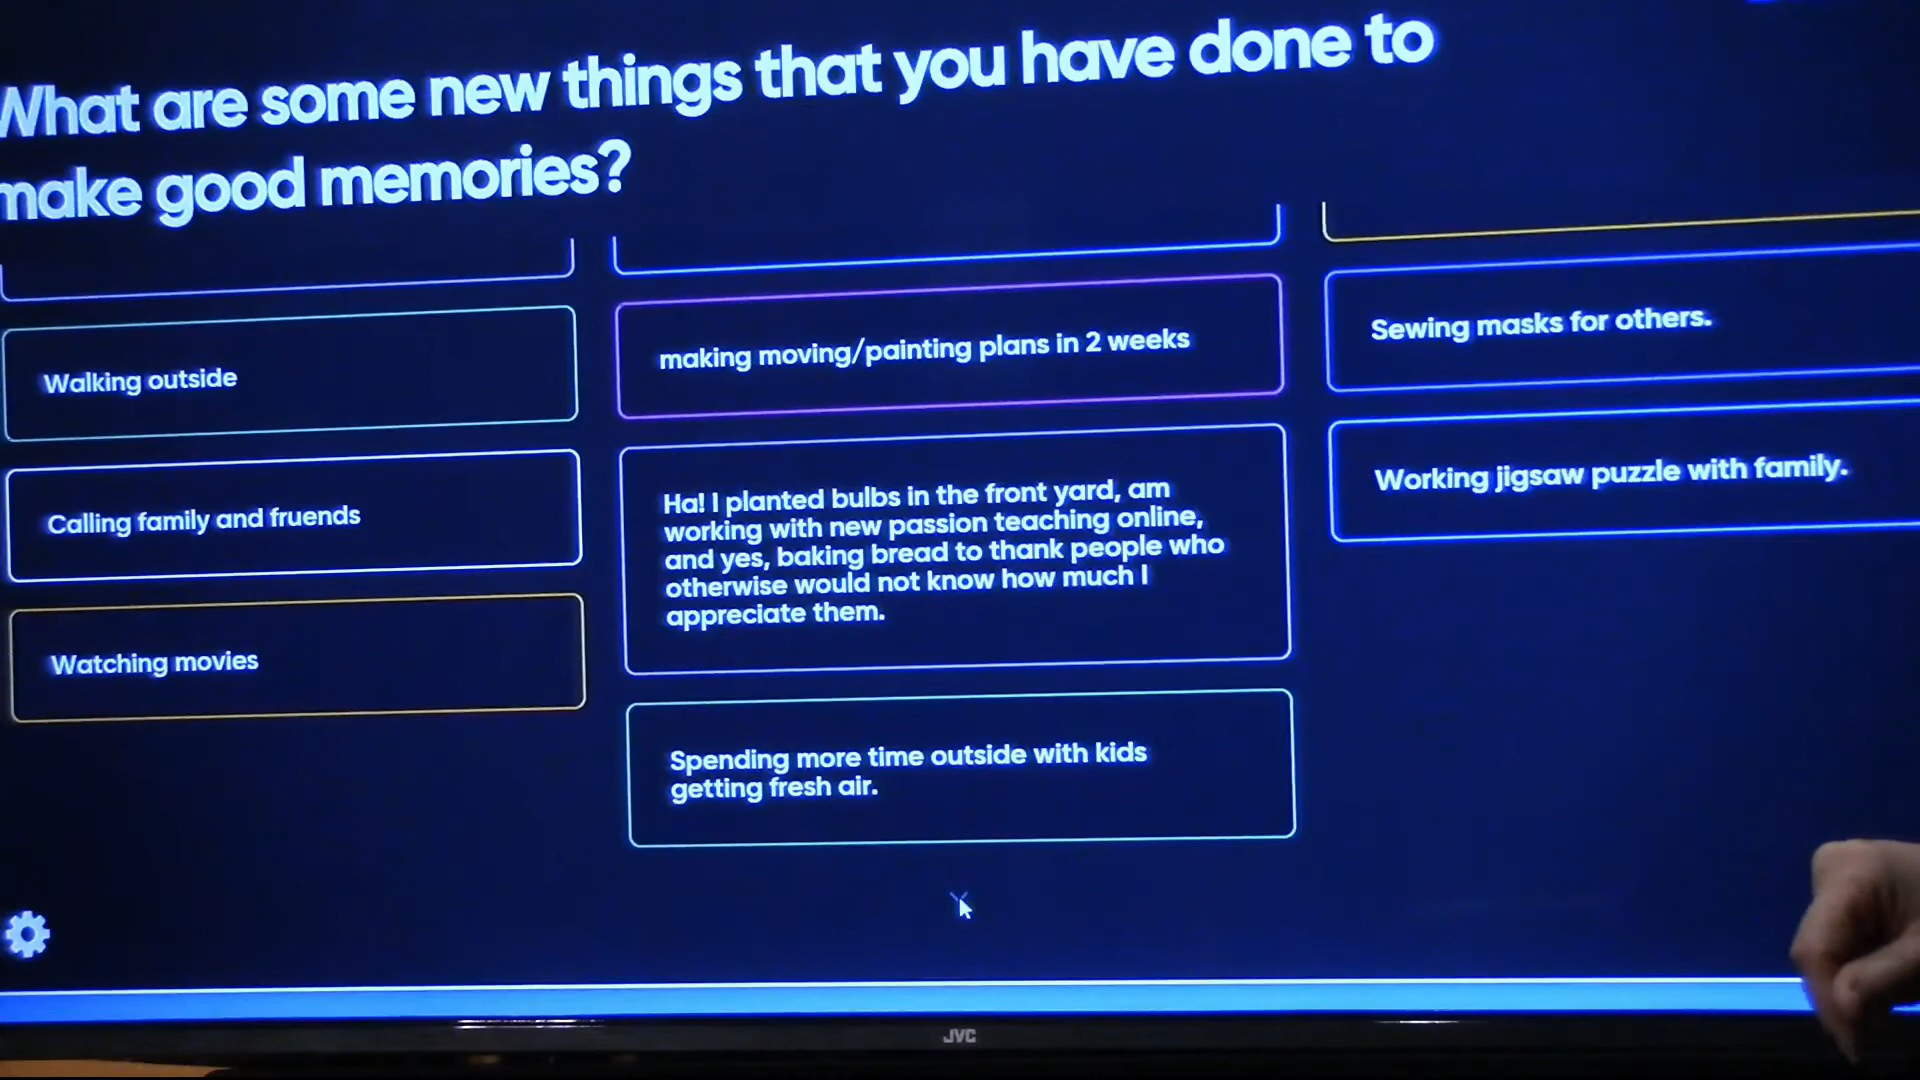 What are some new things that you have done to
make good memories?
Walking outside
Calling family and fruends
Watching movies
making moving/painting plans in 2 weeks
Ha! I planted bulbs in the front yard, am
working with new passion teaching online,
and yes, baking bread to thank people who
otherwise would not know how much I
appreciate them.
Spending more time outside with kids
getting fresh air.
Sewing masks for others.
Working jigsaw puzzle with family.
JVC